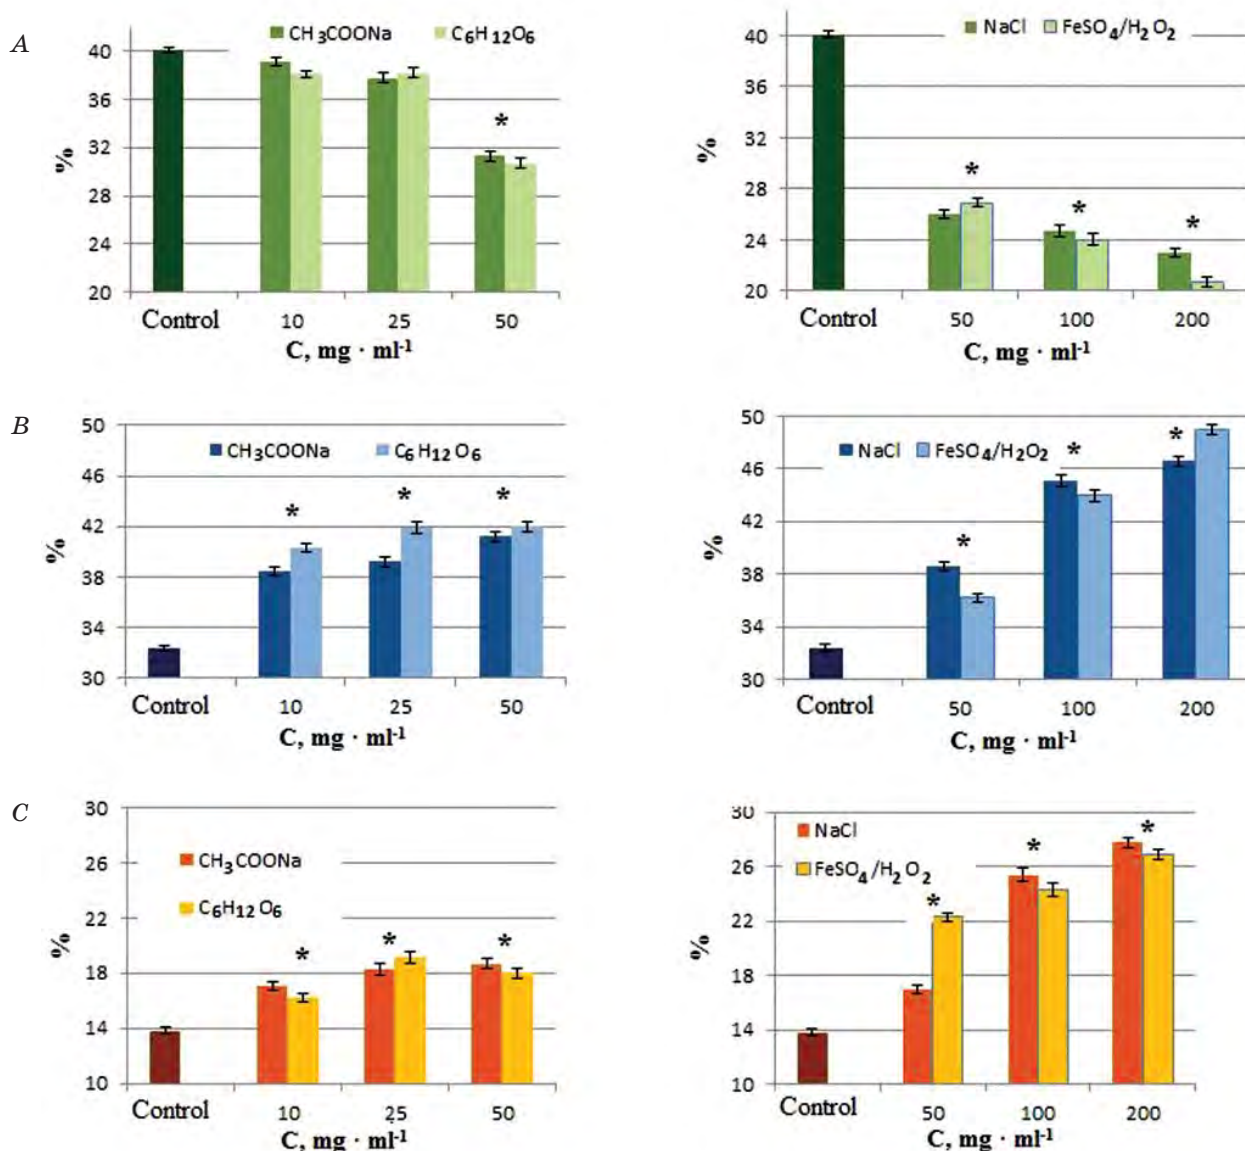 A
CH3COONa C6H12O6
40
36
32
28
24
20
%
*
Control 10 25 50
C, mg · ml-1
NaCl FeSO4/H2O2
40
36
32
28
24
20
%
* * *
Control 50 100 200
C, mg · ml-1
B
50
CH3COONa C6H12O6
46
42
38
34
30
%
* * *
Control 10 25 50
C, mg · ml-1
50
NaCl FeSO4/H2O2
46
42
38
34
30
%
* * *
Control 50 100 200
C, mg · ml-1
C
30
CH3COONa
26
C6H12O6
22
18
14
10
%
* * *
Control 10 25 50
C, mg · ml-1
30
NaCl
26
FeSO4/H2O2
22
18
14
10
%
* * *
Control 50 100 200
C, mg · ml-1